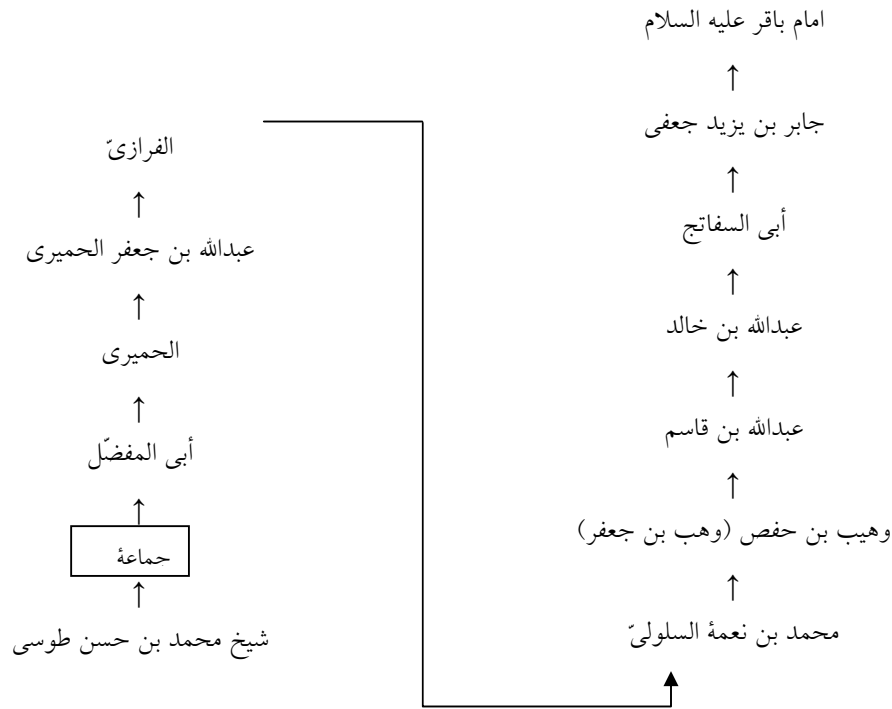 امام باقر علیه السلام
↑
جابر بن یزید جعفی
↑
أبی السفاتج
↑
عبدالله بن خالد
↑
عبدالله بن قاسم
↑
وهیب بن حفص (وهب بن جعفر)
↑
محمد بن نعمۀ السلولیّ
الفرازیّ
↑
عبدالله بن جعفر الحمیری
↑
الحمیری
↑
أبی المفضّل
↑
حماعۀ
↑
شیخ محمد بن حسن طوسی